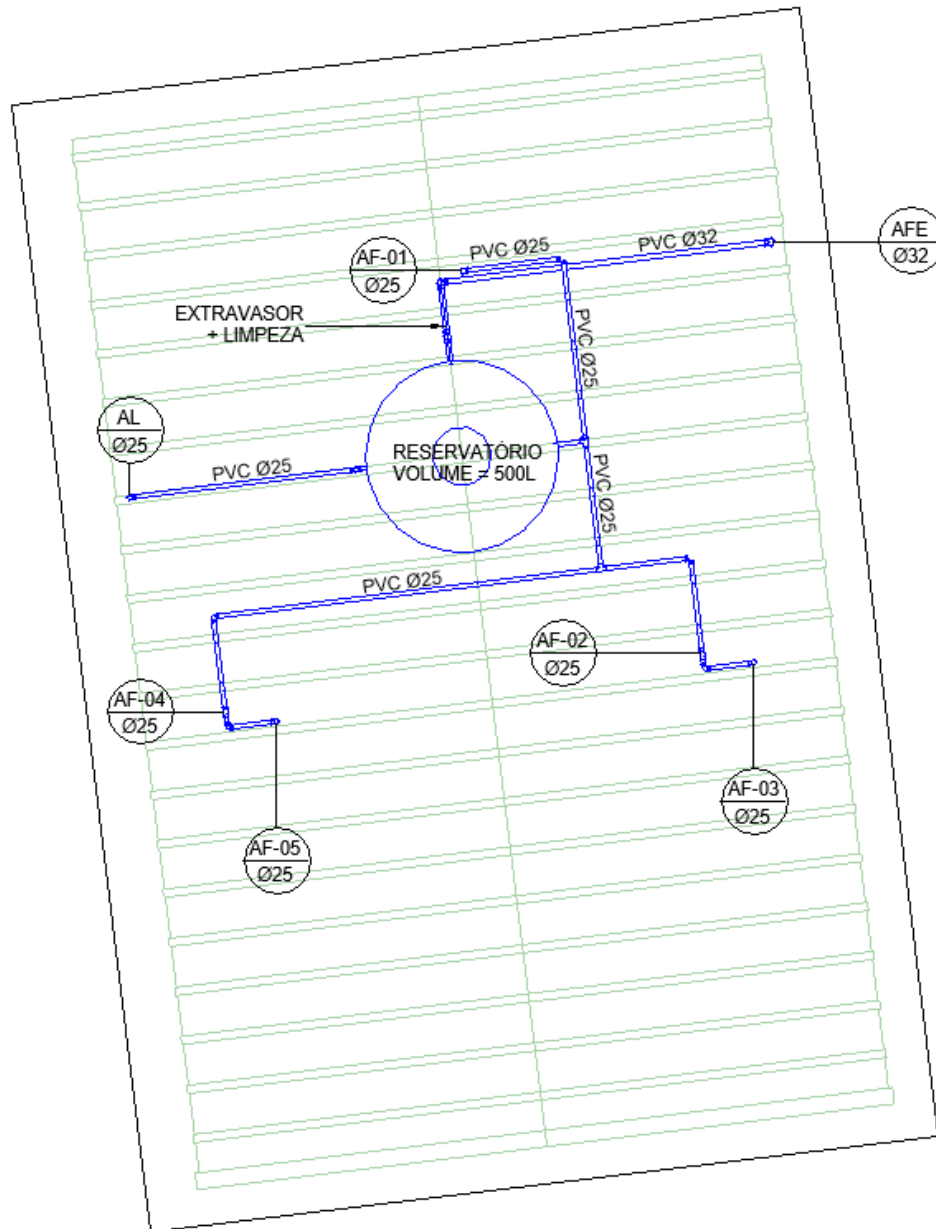 AFE
Ø32
PVC Ø25
PVC Ø32
AF-01
Ø25
EXTRAVASOR
+ LIMPEZA
PVC Ø25
AL
Ø25
PVC Ø25
RESERVATÓRIO
VOLUME = 500L
PVC Ø25
PVC Ø25
AF-02
Ø25
AF-04
Ø25
AF-03
Ø25
AF-05
Ø25